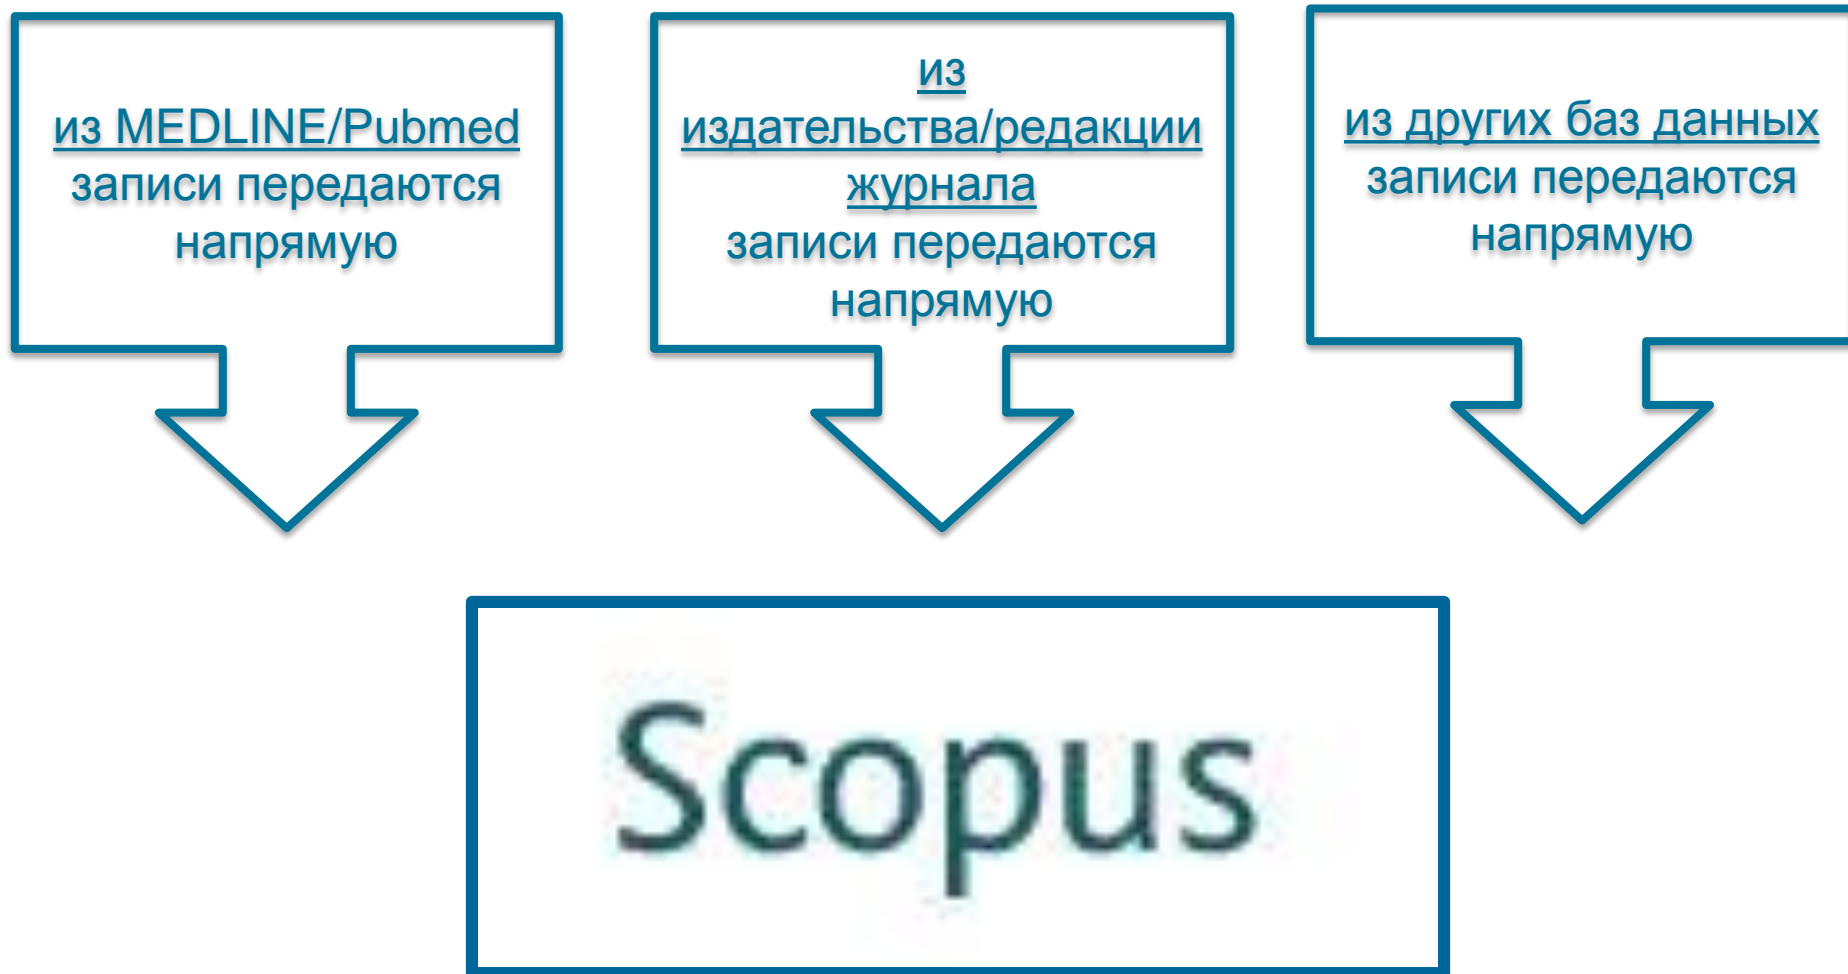 из MEDLINE/Pubmed
записи передаются
напрямую
из
издательства/редакции
журнала
записи передаются
напрямую
из других баз данных
записи передаются
напрямую
Scopus